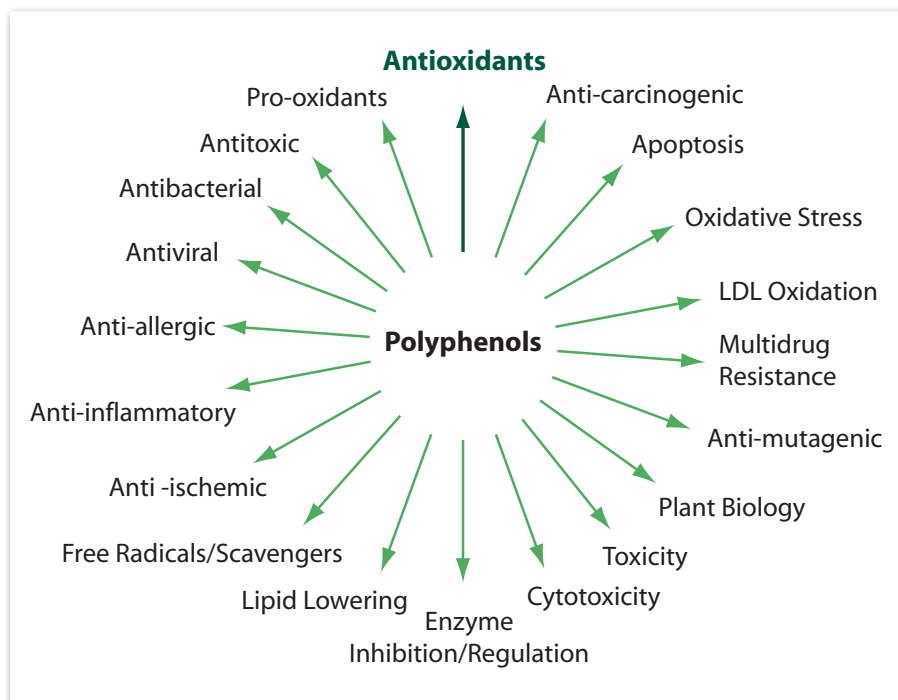 Antioxidants
Pro-oxidants
Anti-carcinogenic
Antitoxic
Apoptosis
Antibacterial
Oxidative Stress
Antiviral
LDL Oxidation
Anti-allergic
Polyphenols
Multidrug
Resistance
Anti-inflammatory
Anti-mutagenic
Anti -ischemic
Plant Biology
Free Radicals/Scavengers
Toxicity
Lipid Lowering
Cytotoxicity
Enzyme
Inhibition/Regulation